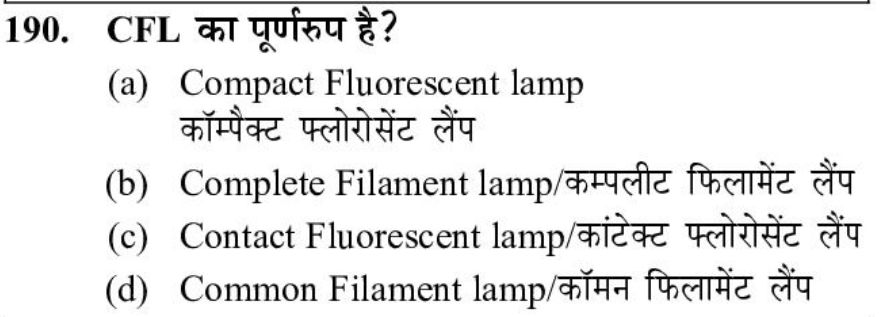 190. CFL का पूर्णरुप है?
(a) Compact Fluorescent lamp
कॉम्पैक्ट फ्लोरोसेंट लैंप
(b) Complete Filament lamp/कम्पलीट फिलामेंट लैंप
(c) Contact Fluorescent lamp/कांटेक्ट फ्लोरोसेंट लैंप
(d) Common Filament lamp/कॉमन फिलामेंट लैंप